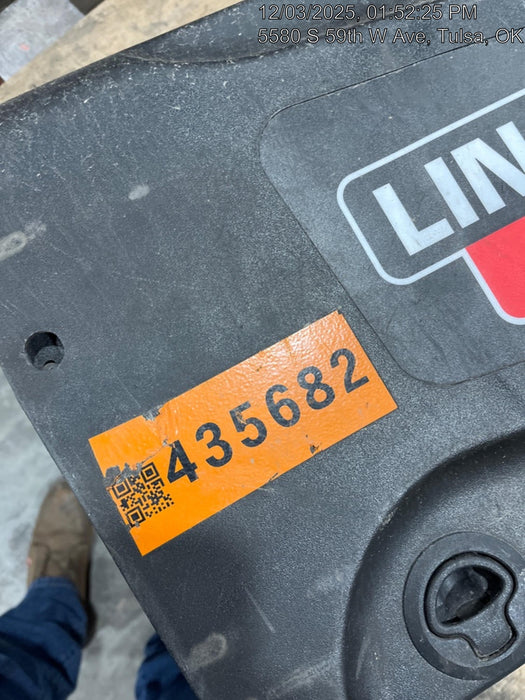 12/03/2025, 01:52:25 PM
5580 S 59th W Ave, Tulsa, OK
LIN
435682